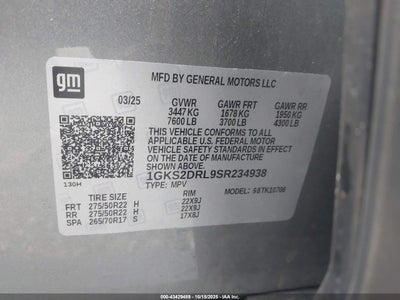 gm
MFD BY GENERAL MOTORS LLC
03/25 GVWR GAWR FRT GAWR RR
3447 KG 1678 KG 1950 KG
7600 LB 3700 LB 4300 LB
THIS VEHICLE CONFORMS TO ALL
APPLICABLE U.S. FEDERAL MOTOR
VEHICLE SAFETY STANDARDS IN EFFECT
ON THE DATE OF MANUFACTURE
SHOWN ABOVE.
1GKS2DRL9SR234938
130H TYPE: MPV MODEL: 98TK10706
TIRE SIZE RIM
FRT 275/50R22 H 22X9J
RR 275/50R22 H 22X9J
SPA 265/70R17 S 17X8J
© 00-43429489 - 10/15/2025 - IAAI.COM